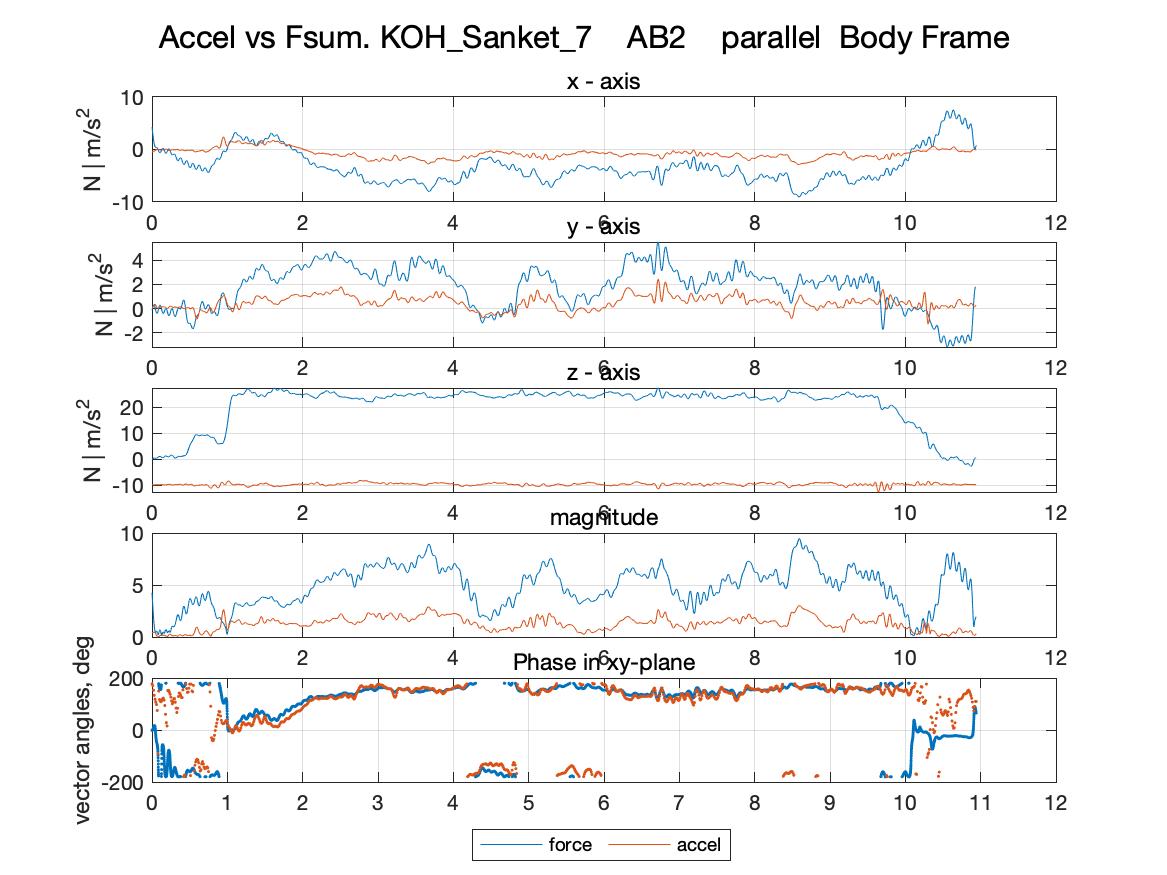 Accel vs Fsum. KOH_Sanket_7 AB2 parallel Body Frame
x - axis
N | m/s2
10
0
-10
0 2 4 6 8 10 12
y - axis
N | m/s2
4
2
0
-2
0 2 4 6 8 10 12
z - axis
N | m/s2
20
10
0
-10
0 2 4 6 8 10 12
magnitude
10
5
0
0 2 4 6 8 10 12
Phase in xy-plane
vector angles, deg
200
0
-200
0 1 2 3 4 5 6 7 8 9 10 11 12
force accel